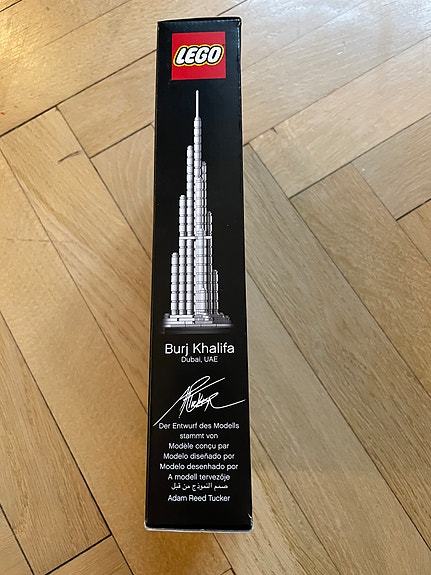 LEGO
Burj Khalifa
Dubai, UAE
Der Entwurf des Modells
stammt von
Modèle conçu par
Modelo diseñado por
Modelo desenhado por
A modell tervezője
صمم النموذج من قبل
Adam Reed Tucker